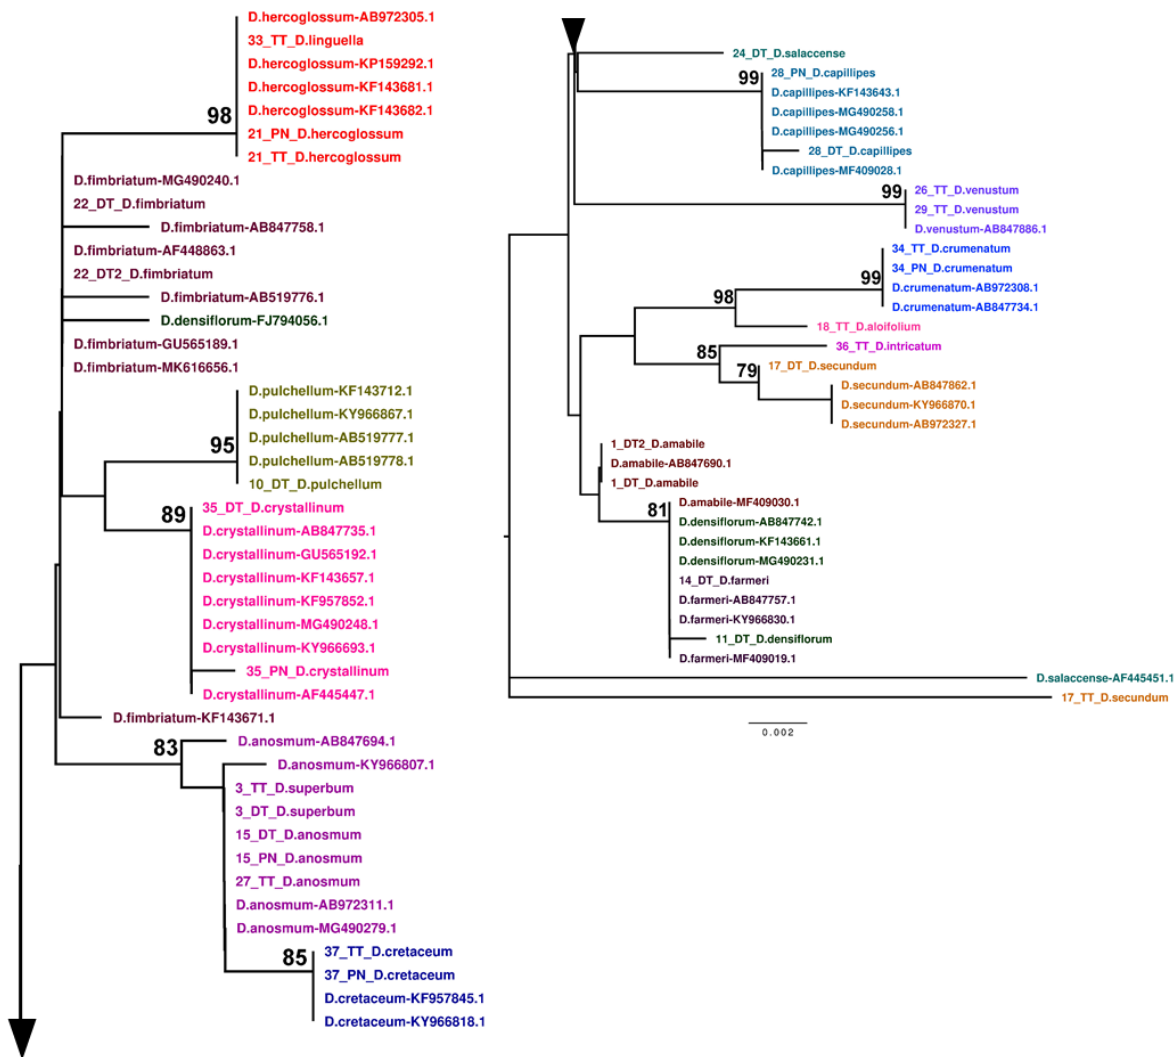 D.hercoglossum-AB972305.1
33_TT_D.linguella
D.hercoglossum-KP159292.1
D.hercoglossum-KF143681.1
D.hercoglossum-KF143682.1
98
21_PN_D.hercoglossum
21_TT_D.hercoglossum
D.fimbriatum-MG490240.1
22_DT_D.fimbriatum
D.fimbriatum-AB847758.1
D.fimbriatum-AF448863.1
22_DT2_D.fimbriatum
D.fimbriatum-AB519776.1
D.densiflorum-FJ794056.1
D.fimbriatum-GU565189.1
D.fimbriatum-MK616656.1
D.pulchellum-KF143712.1
D.pulchellum-KY966867.1
D.pulchellum-AB519777.1
95
D.pulchellum-AB519778.1
10_DT_D.pulchellum
35_DT_D.crystallinum
89
D.crystallinum-AB847735.1
D.crystallinum-GU565192.1
D.crystallinum-KF143657.1
D.crystallinum-KF957852.1
D.crystallinum-MG490248.1
D.crystallinum-KY966693.1
35_PN_D.crystallinum
D.crystallinum-AF445447.1
D.fimbriatum-KF143671.1
83
D.anosmum-AB847694.1
D.anosmum-KY966807.1
3_TT_D.superbum
3_DT_D.superbum
15_DT_D.anosmum
15_PN_D.anosmum
27_TT_D.anosmum
D.anosmum-AB972311.1
D.anosmum-MG490279.1
37_TT_D.cretaceum
85
37_PN_D.cretaceum
D.cretaceum-KF957845.1
D.cretaceum-KY966818.1
24_DT_D.salaccense
99
28_PN_D.capillipes
D.capillipes-KF143643.1
D.capillipes-MG490258.1
D.capillipes-MG490256.1
28_DT_D.capillipes
D.capillipes-MF409028.1
99
26_TT_D.venustum
29_TT_D.venustum
D.venustum-AB847886.1
34_TT_D.crumenatum
99
34_PN_D.crumenatum
D.crumenatum-AB972308.1
98
D.crumenatum-AB847734.1
18_TT_D.aloifolium
85
36_TT_D.intricatum
79
17_DT_D.secundum
D.secundum-AB847862.1
D.secundum-KY966870.1
D.secundum-AB972327.1
1_DT2_D.amabile
D.amabile-AB847690.1
1_DT_D.amabile
D.amabile-MF409030.1
81
D.densiflorum-AB847742.1
D.densiflorum-KF143661.1
D.densiflorum-MG490231.1
14_DT_D.farmeri
D.farmeri-AB847757.1
D.farmeri-KY966830.1
11_DT_D.densiflorum
D.farmeri-MF409019.1
D.salaccense-AF445451.1
17_TT_D.secundum
0.002